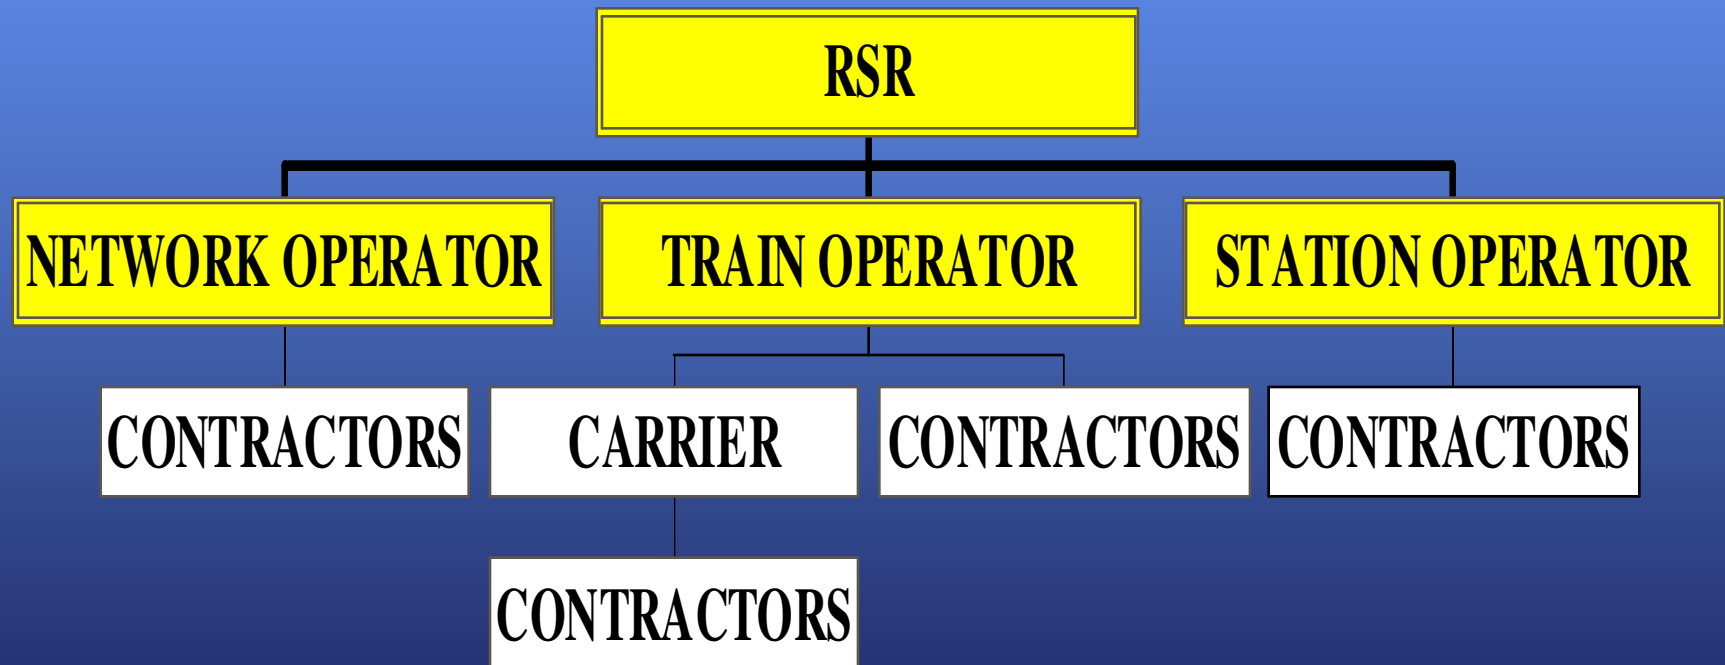 RSR
NETWORK OPERATOR
TRAIN OPERATOR
STATION OPERATOR
CONTRACTORS
CARRIER
CONTRACTORS
CONTRACTORS
CONTRACTORS